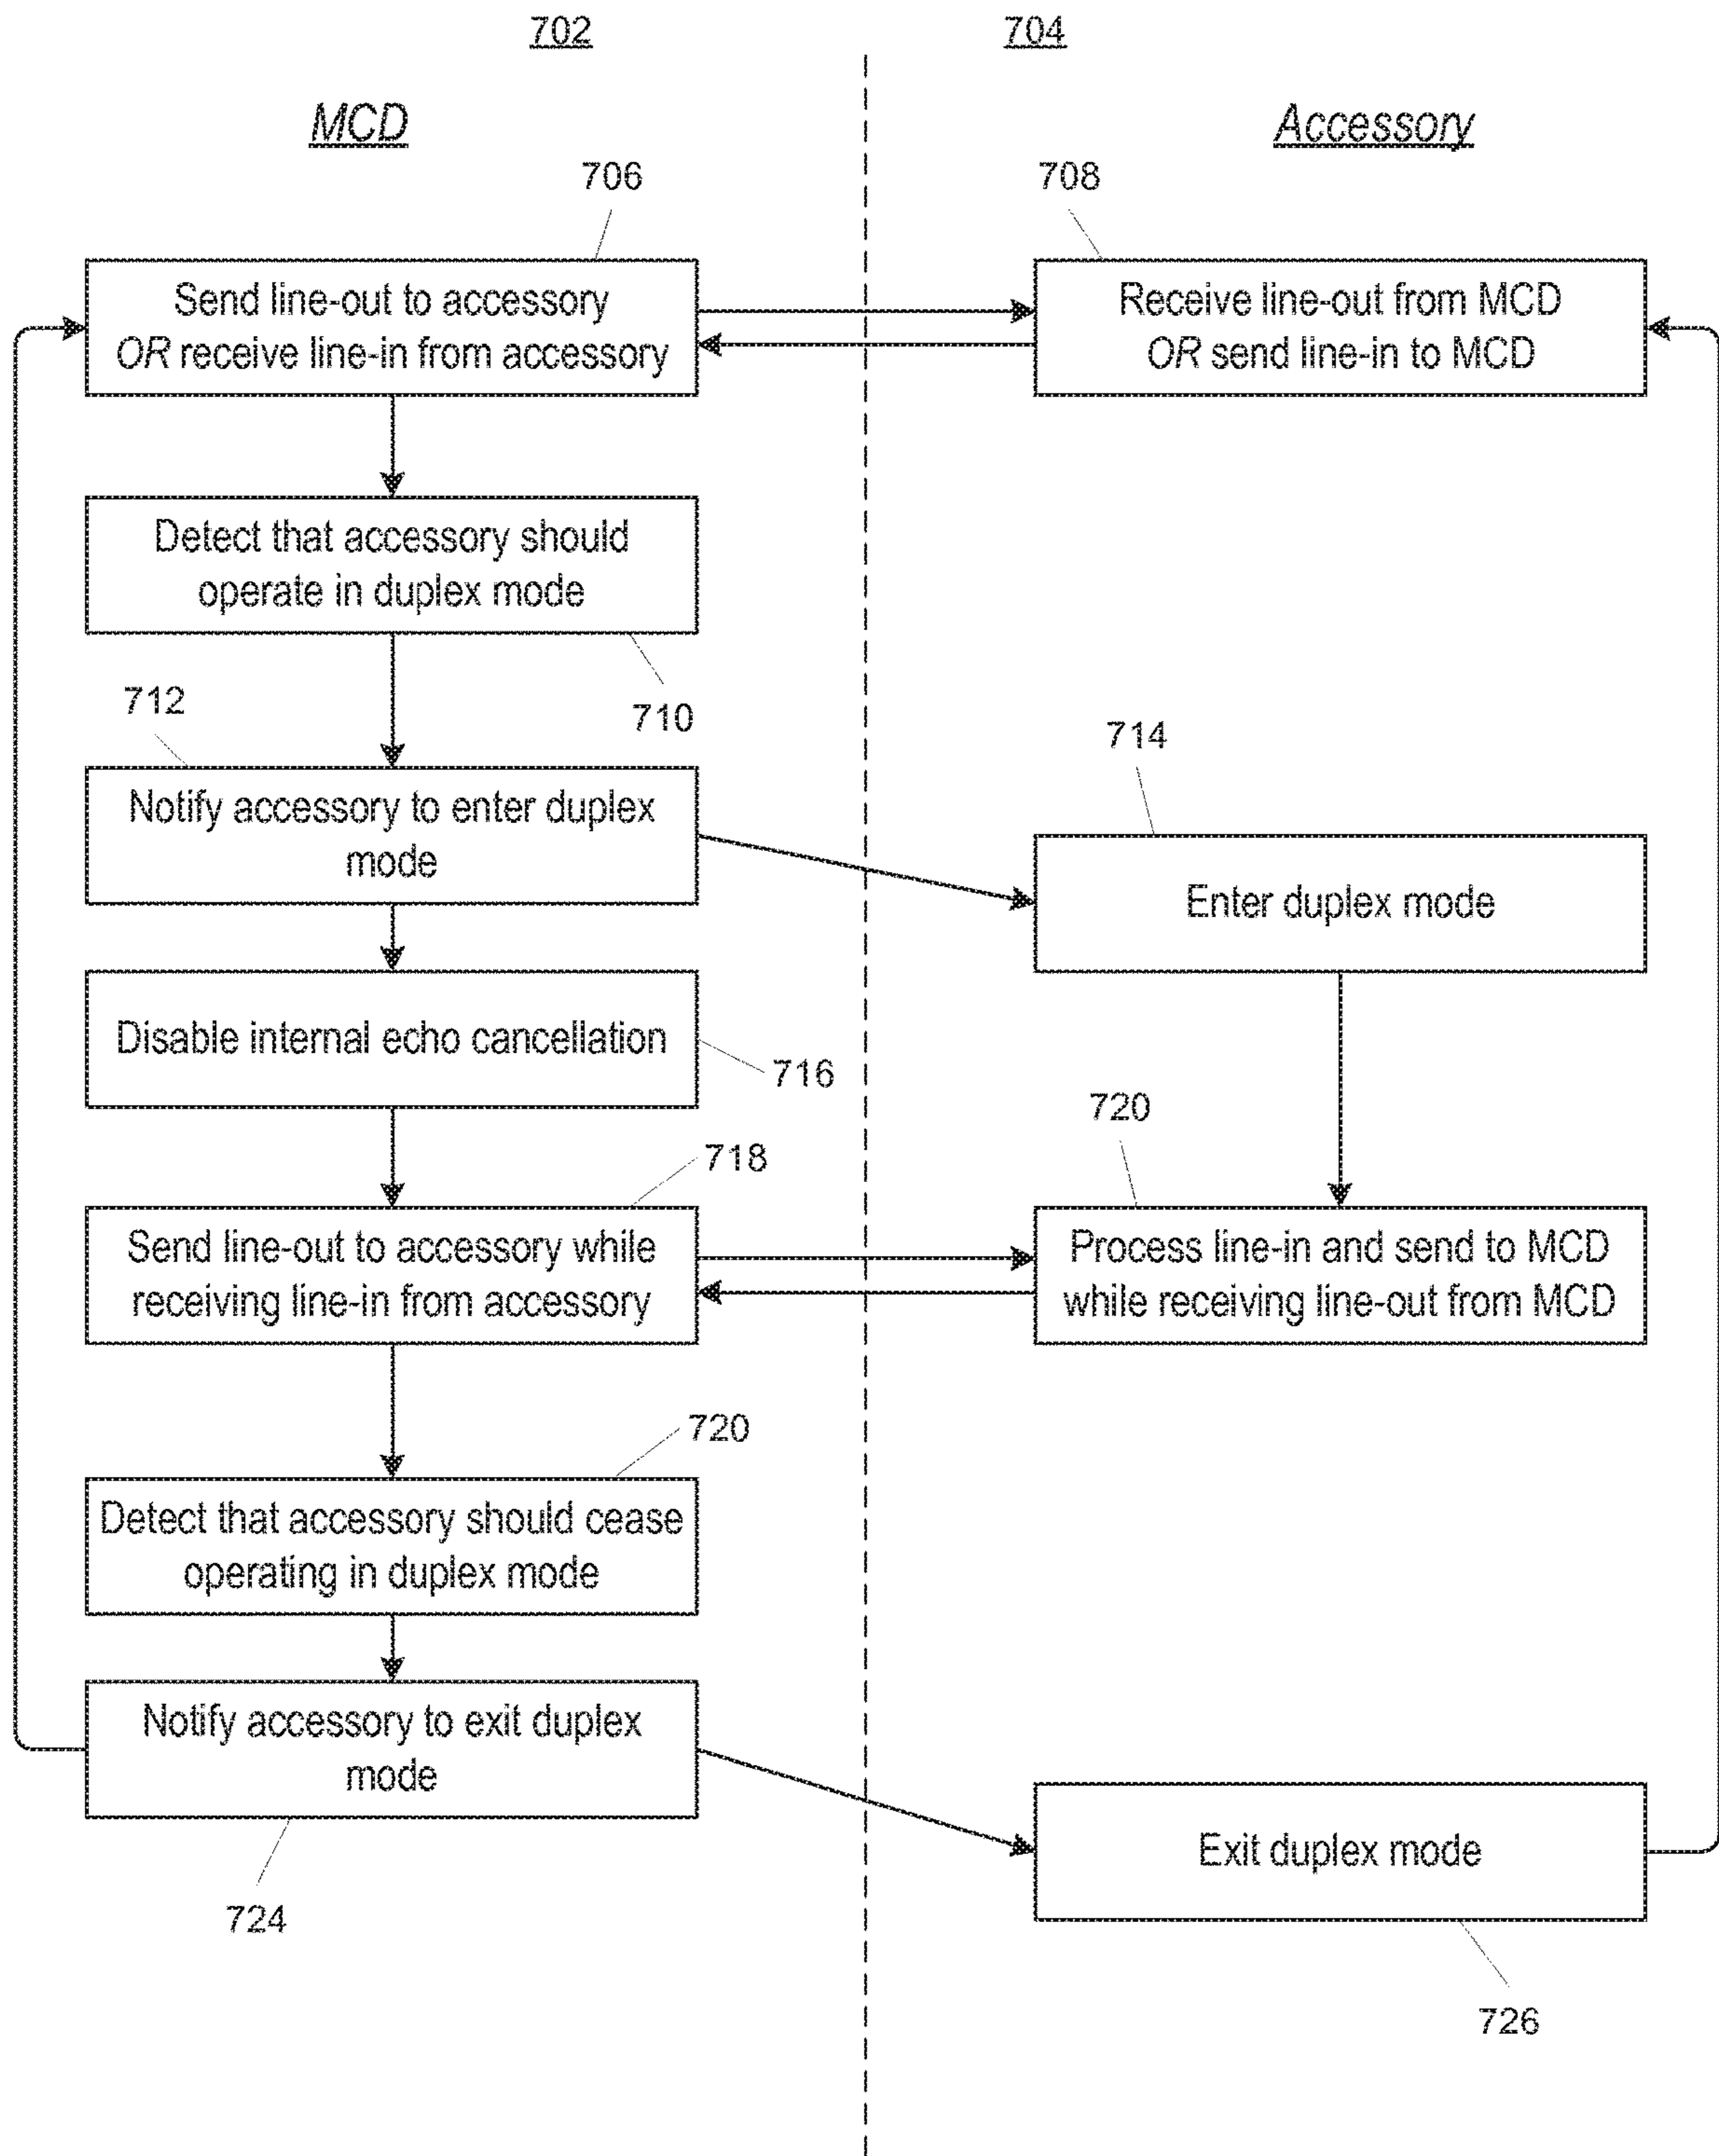 702
704
MCD
Accessory
706
708
Send line-out to accessory
OR receive line-in from accessory
Receive line-out from MCD
OR send line-in to MCD
Detect that accessory should
operate in duplex mode
710
712
714
Notify accessory to enter duplex
mode
Enter duplex mode
Disable internal echo cancellation
716
718
720
Send line-out to accessory while
receiving line-in from accessory
Process line-in and send to MCD
while receiving line-out from MCD
720
Detect that accessory should cease
operating in duplex mode
Notify accessory to exit duplex
mode
724
Exit duplex mode
726